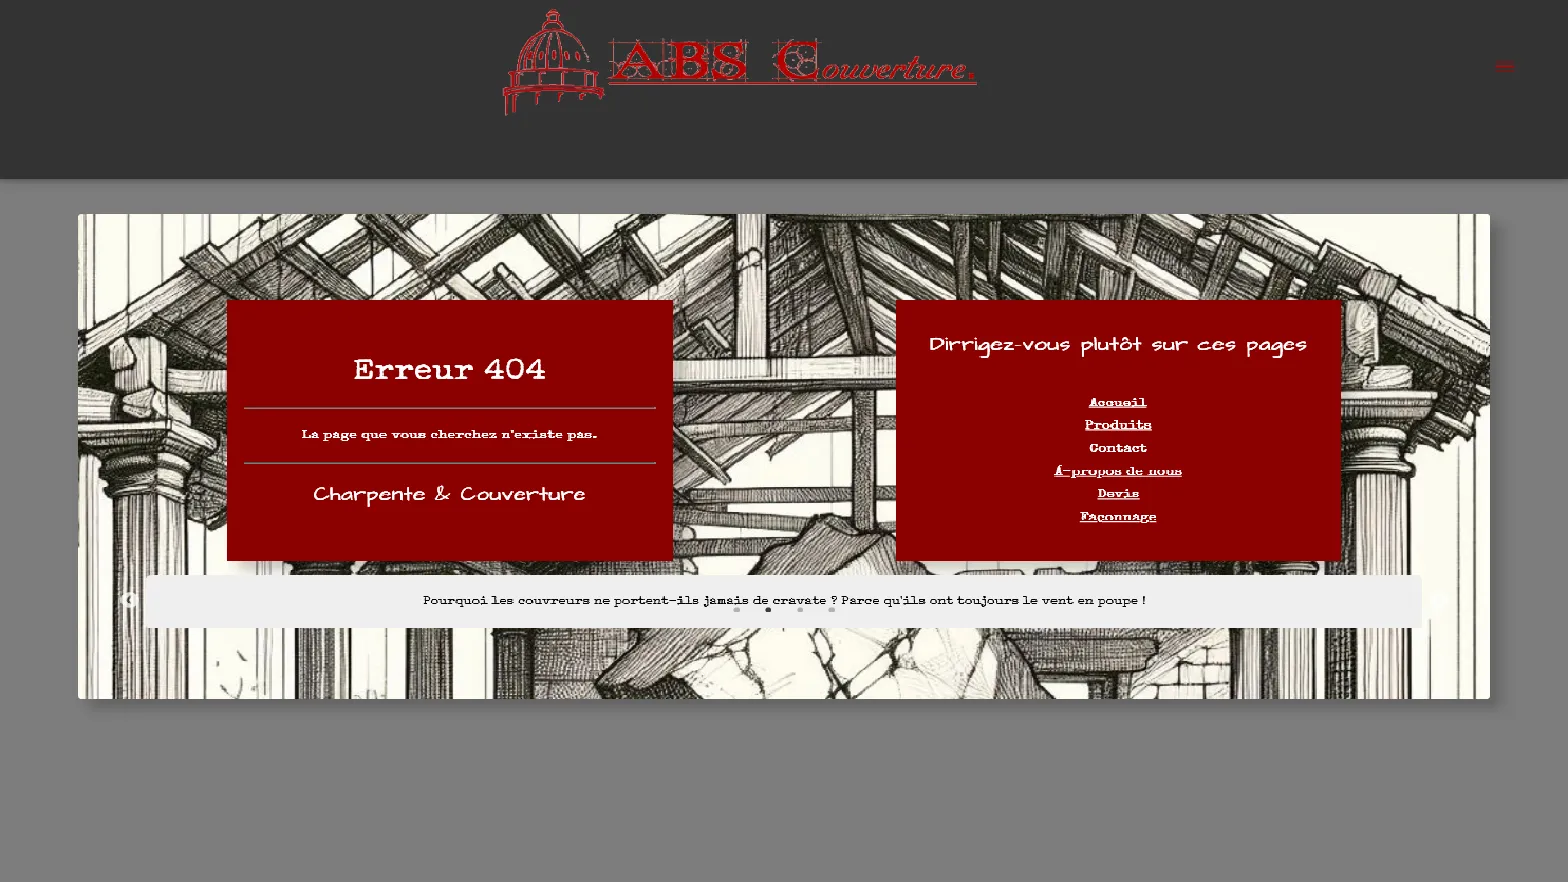 ABS Couverture.
Erreur 404
La page que vous cherchez n'existe pas.
Charpente & Couverture
Dirrigez-vous plutôt sur ces pages
Accueil
Produits
Contact
À-propos de nous
Devis
Façonnage
Pourquoi les couvreurs ne portent-ils jamais de cravate ? Parce qu'ils ont toujours le vent en poupe !